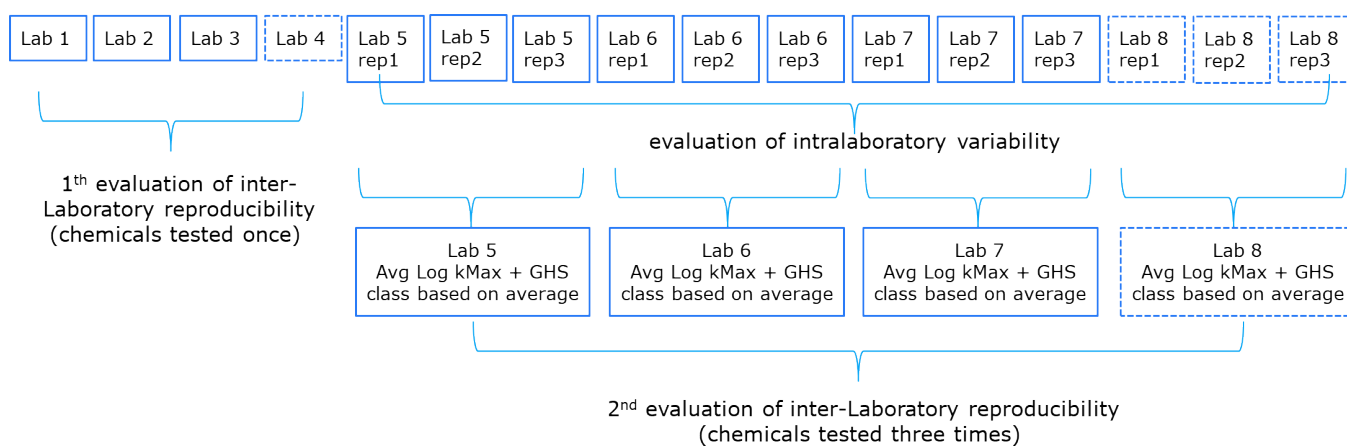 Lab 1
Lab 2
Lab 3
Lab 4
Lab 5
rep1
Lab 5
rep2
Lab 5
rep3
Lab 6
rep1
Lab 6
rep2
Lab 6
rep3
Lab 7
rep1
Lab 7
rep2
Lab 7
rep3
Lab 8
rep1
Lab 8
rep2
Lab 8
rep3
evaluation of intralaboratory variability
1th evaluation of inter-
Laboratory reproducibility
(chemicals tested once)
Lab 5
Avg Log kMax + GHS
class based on average
Lab 6
Avg Log kMax + GHS
class based on average
Lab 7
Avg Log kMax + GHS
class based on average
Lab 8
Avg Log kMax + GHS
class based on average
2nd evaluation of inter-Laboratory reproducibility
(chemicals tested three times)